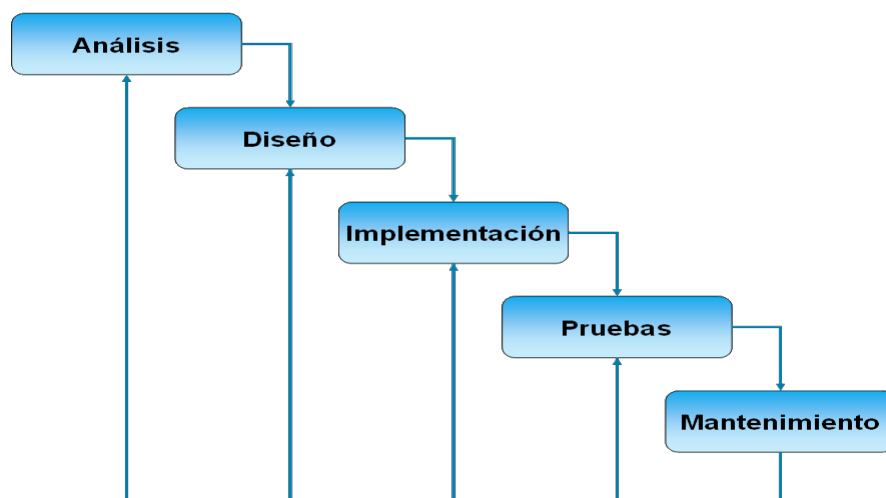 Análisis
Diseño
Implementación
Pruebas
Mantenimiento